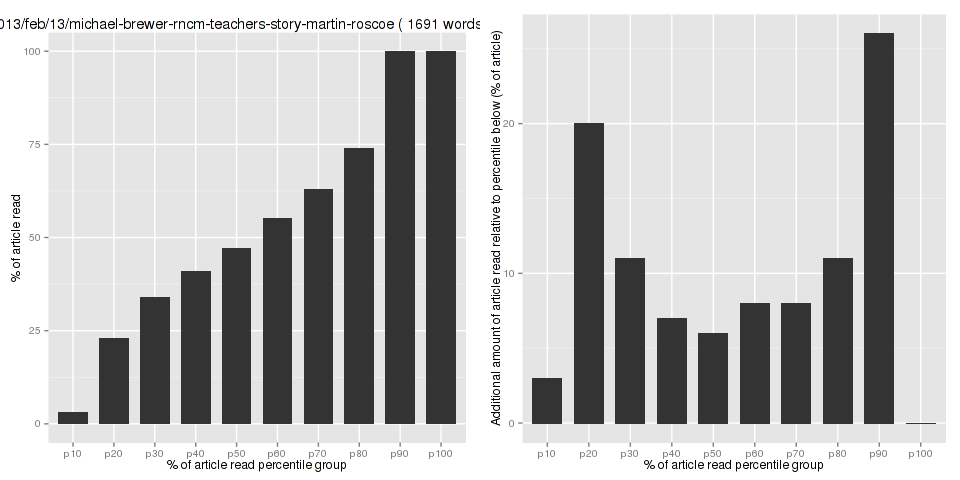 013/feb/13/michael-brewer-rncm-teachers-story-martin-roscoe ( 1691 words
% of article read
100
75
50
25
0
p10 p20 p30 p40 p50 p60 p70 p80 p90 p100
% of article read percentile group
Additional amount of article read relative to percentile below (% of article)
20
10
0
p10 p20 p30 p40 p50 p60 p70 p80 p90 p100
% of article read percentile group